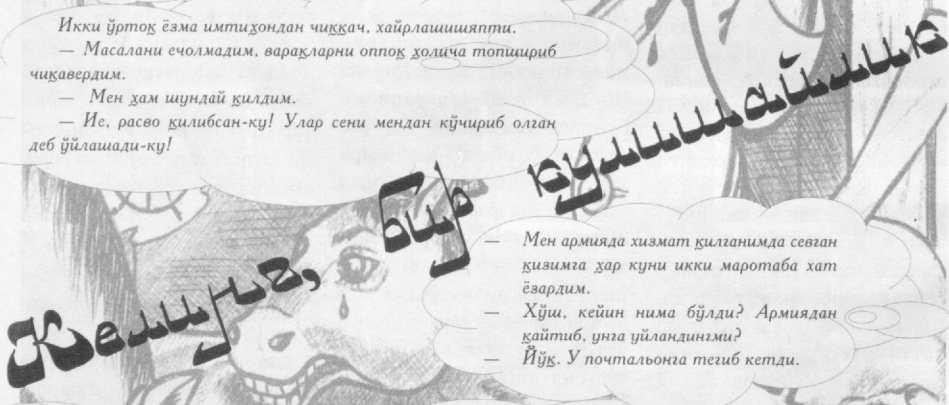 Икки ўртоқ ёзма имтиҳондан чиққач, хайрлашишяпти.
— Масалани ечолмадим, варақларни оппоқ ҳолича топшириб
чиқавердим.
— Мен ҳам шундай қилдим.
— Ие, расво қилибсан-ку! Улар сени мендан кўчириб олган
деб ўйлашади-ку!
Келинг, бир кулишайлик
— Мен армияда хизмат қилганимда севган
қизимга ҳар куни икки маротаба хат
ёзардим.
— Хўш, кейин нима бўлди? Армиядан
қайтиб, унга уйландингми?
— Йўқ. У почтальонга тегиб кетди.